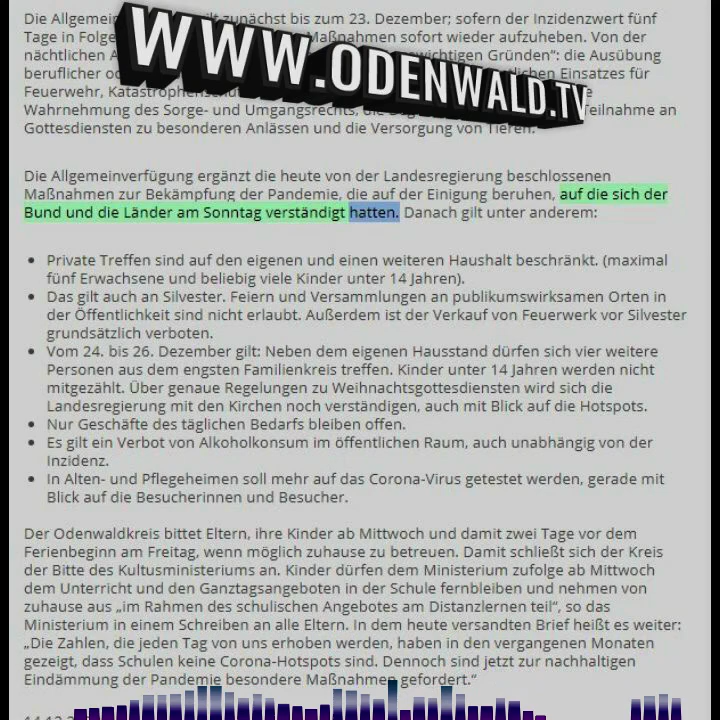 Die Allgemein zunächst bis zum 23. Dezember; sofern der Inzidenzwert fünf
Tage in Folge Maßnahmen sofort wieder aufzuheben. Von der
nächtlichen wichtigen Gründen“: die Ausübung
beruflicher Einsatzes für
Feuerwehr,
WWW.ODENWALD.TV
Wahrnehmung des Sorge- und Umgangsrechts, Teilnahme an
Gottesdiensten zu besonderen Anlässen und die Versorgung von Tieren.
Die Allgemeinverfügung ergänzt die heute von der Landesregierung beschlossenen
Maßnahmen zur Bekämpfung der Pandemie, die auf der Einigung beruhen, auf die sich der
Bund und die Länder am Sonntag verständigt hatten. Danach gilt unter anderem:
• Private Treffen sind auf den eigenen und einen weiteren Haushalt beschränkt. (maximal
fünf Erwachsene und beliebig viele Kinder unter 14 Jahren).
• Das gilt auch an Silvester. Feiern und Versammlungen an publikumswirksamen Orten in
der Öffentlichkeit sind nicht erlaubt. Außerdem ist der Verkauf von Feuerwerk vor Silvester
grundsätzlich verboten.
• Vom 24. bis 26. Dezember gilt: Neben dem eigenen Hausstand dürfen sich vier weitere
Personen aus dem engsten Familienkreis treffen. Kinder unter 14 Jahren werden nicht
mitgezählt. Über genaue Regelungen zu Weihnachtsgottesdiensten wird sich die
Landesregierung mit den Kirchen noch verständigen, auch mit Blick auf die Hotspots.
• Nur Geschäfte des täglichen Bedarfs bleiben offen.
• Es gilt ein Verbot von Alkoholkonsum im öffentlichen Raum, auch unabhängig von der
Inzidenz.
• In Alten- und Pflegeheimen soll mehr auf das Corona-Virus getestet werden, gerade mit
Blick auf die Besucherinnen und Besucher.
Der Odenwaldkreis bittet Eltern, ihre Kinder ab Mittwoch und damit zwei Tage vor dem
Ferienbeginn am Freitag, wenn möglich zuhause zu betreuen. Damit schließt sich der Kreis
der Bitte des Kultusministeriums an. Kinder dürfen dem Ministerium zufolge ab Mittwoch
dem Unterricht und den Ganztagsangeboten in der Schule fernbleiben und nehmen von
zuhause aus „im Rahmen des schulischen Angebotes am Distanzlernen teil“, so das
Ministerium in einem Schreiben an alle Eltern. In dem heute versandten Brief heißt es weiter:
„Die Zahlen, die jeden Tag von uns erhoben werden, haben in den vergangenen Monaten
gezeigt, dass Schulen keine Corona-Hotspots sind. Dennoch sind jetzt zur nachhaltigen
Eindämmung der Pandemie besondere Maßnahmen gefordert.“